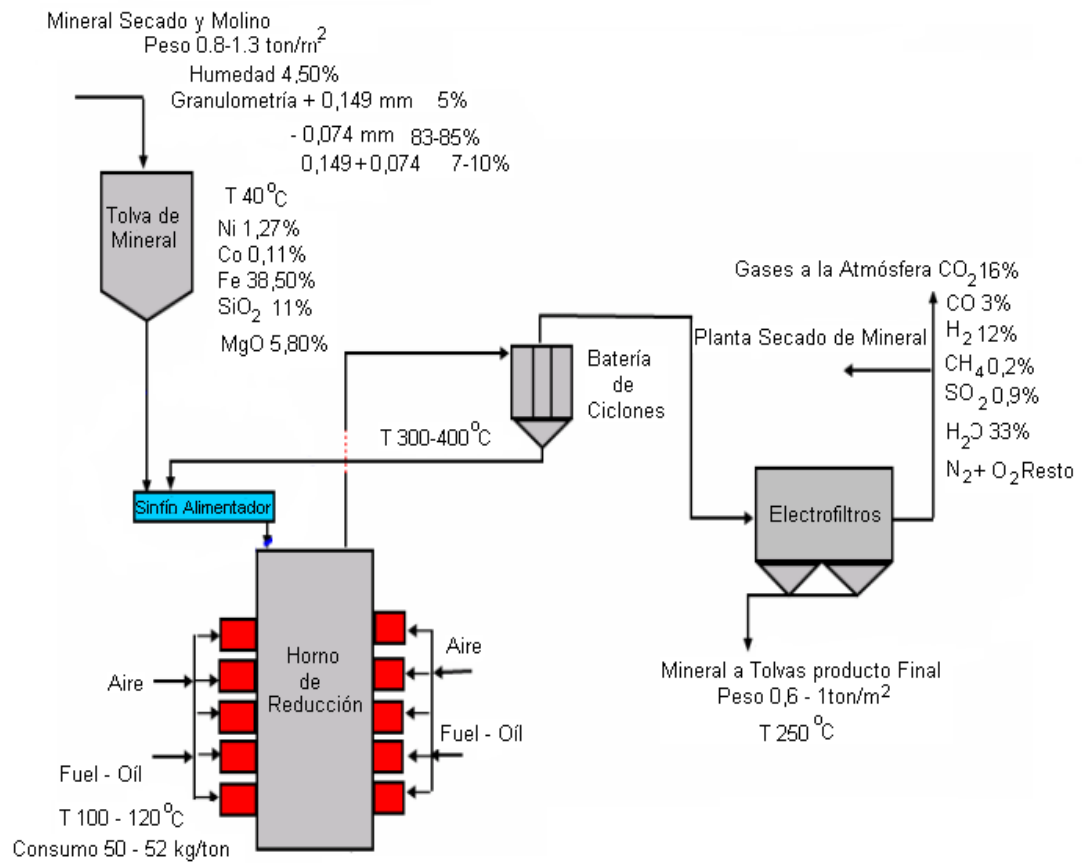 Mineral Secado y Molino
Peso 0.8-1.3 ton/m²
Humedad 4,50%
Granulometría + 0,149 mm 5%
- 0,074 mm 83-85%
0,149+0,074 7-10%
T 40°C
Ni 1,27%
Co 0,11%
Fe 38,50%
SiO₂ 11%
MgO 5,80%
Tolva de
Mineral
Gases a la Atmósfera CO₂ 16%
CO 3%
H₂ 12%
CH₄ 0,2%
SO₂ 0,9%
H₂O 33%
N₂ + O₂ Resto
Planta Secado de Mineral
Batería
de
Ciclones
T 300-400°C
Sinfín Alimentador
Electrofiltros
Horno
de
Reducción
Aire
Aire
Fuel - Oíl
Fuel - Oíl
T 100 - 120°C
Consumo 50 - 52 kg/ton
Mineral a Tolvas producto Final
Peso 0,6 - 1ton/m²
T 250°C